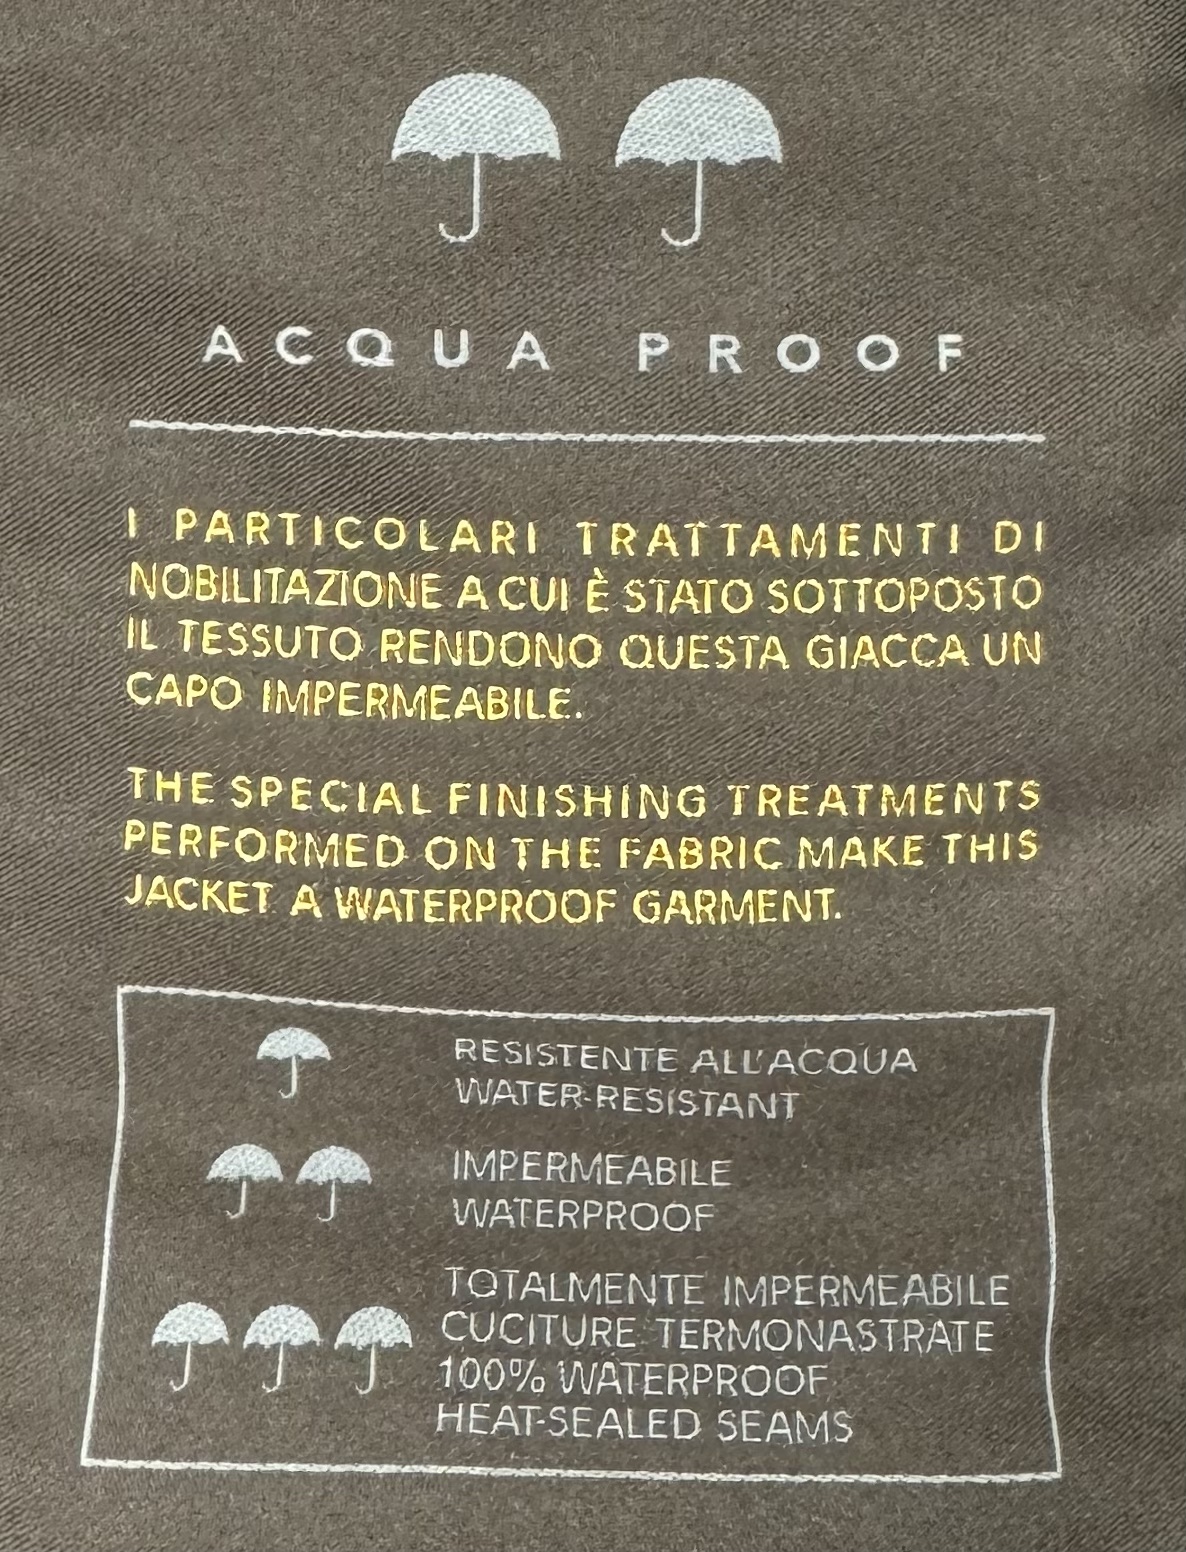 ACQUA PROOF
I PARTICOLARI TRATTAMENTI DI
NOBILITAZIONE A CUI È STATO SOTTOPOSTO
IL TESSUTO RENDONO QUESTA GIACCA UN
CAPO IMPERMEABILE.
THE SPECIAL FINISHING TREATMENTS
PERFORMED ON THE FABRIC MAKE THIS
JACKET A WATERPROOF GARMENT.
RESISTENTE ALL'ACQUA
WATER-RESISTANT
IMPERMEABILE
WATERPROOF
TOTALMENTE IMPERMEABILE
CUCITURE TERMONASTRATE
100% WATERPROOF
HEAT-SEALED SEAMS